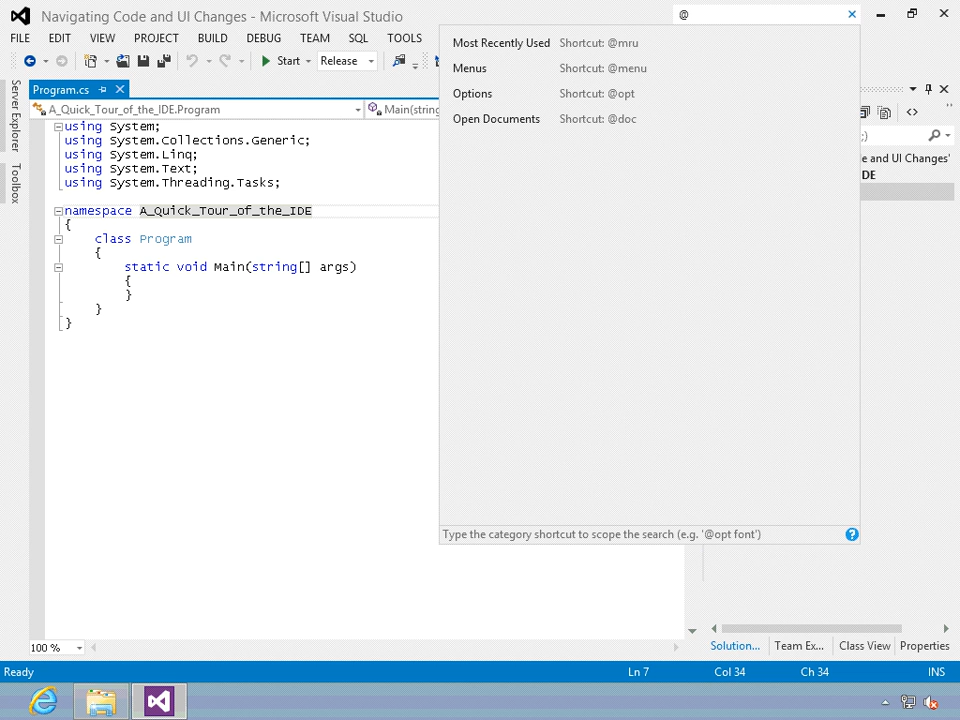 Navigating Code and UI Changes - Microsoft Visual Studio
@
FILE EDIT VIEW PROJECT BUILD DEBUG TEAM SQL TOOLS
Start Release
Program.cs
A_Quick_Tour_of_the_IDE.Program
Main(string
Server Explorer
Toolbox
using System;
using System.Collections.Generic;
using System.Linq;
using System.Text;
using System.Threading.Tasks;
namespace A_Quick_Tour_of_the_IDE
{
class Program
{
static void Main(string[] args)
{
}
}
}
Most Recently Used Shortcut: @mru
Menus Shortcut: @menu
Options Shortcut: @opt
Open Documents Shortcut: @doc
Type the category shortcut to scope the search (e.g. '@opt font')
;)
e and UI Changes'
DE
100 %
Solution... Team Ex... Class View Properties
Ready Ln 7 Col 34 Ch 34 INS